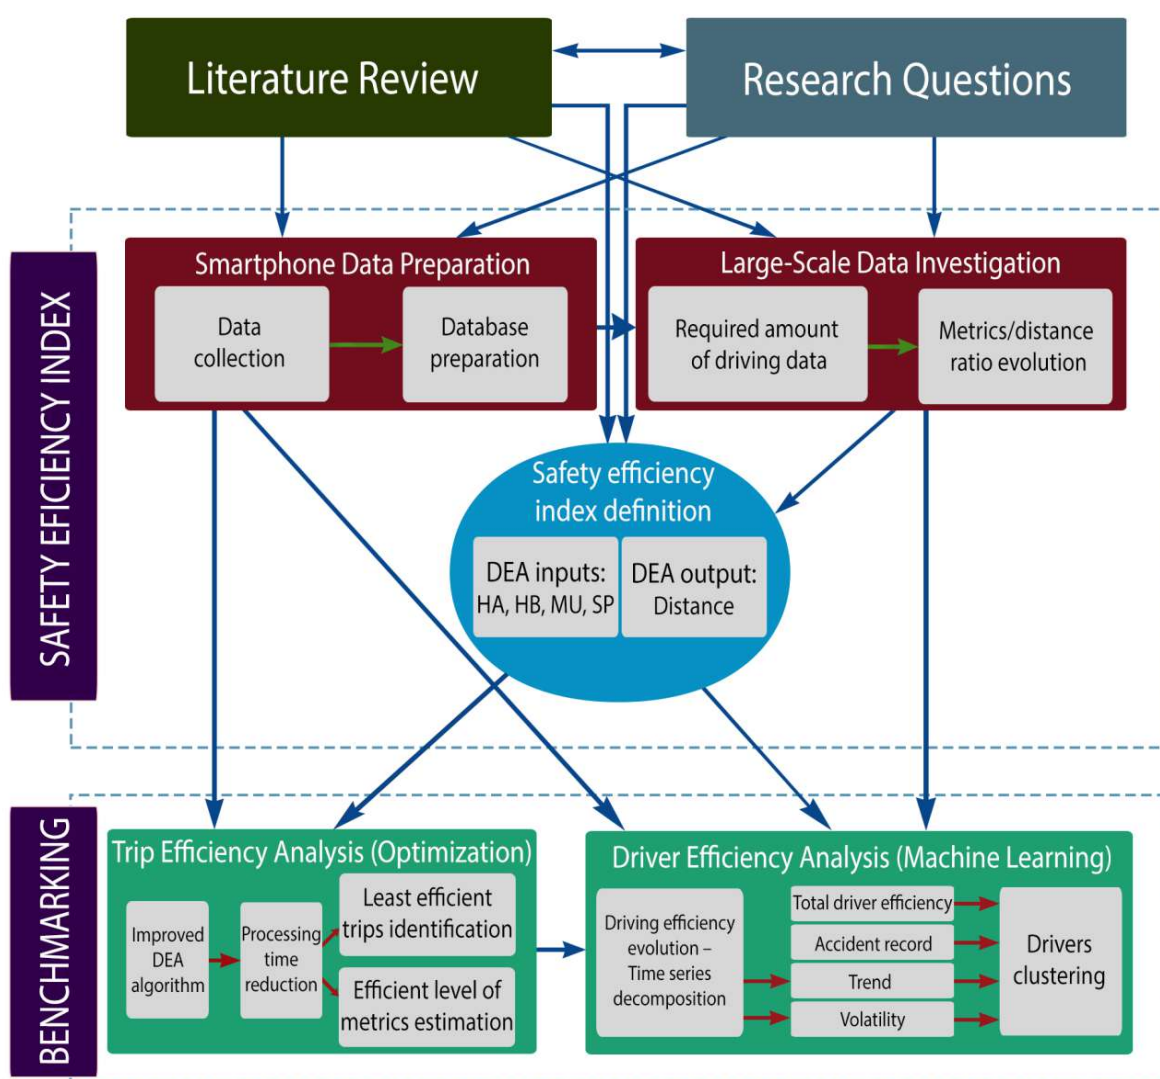 Literature Review
Research Questions
SAFETY EFICIENCY INDEX
Smartphone Data Preparation
Data
collection
Database
preparation
Large-Scale Data Investigation
Required amount
of driving data
Metrics/distance
ratio evolution
Safety efficiency
index definition
DEA inputs:
HA, HB, MU, SP
DEA output:
Distance
BENCHMARKING
Trip Efficiency Analysis (Optimization)
Improved
DEA
algorithm
Processing
time
reduction
Least efficient
trips identification
Efficient level of
metrics estimation
Driver Efficiency Analysis (Machine Learning)
Driving efficiency
evolution –
Time series
decomposition
Total driver efficiency
Accident record
Trend
Volatility
Drivers
clustering